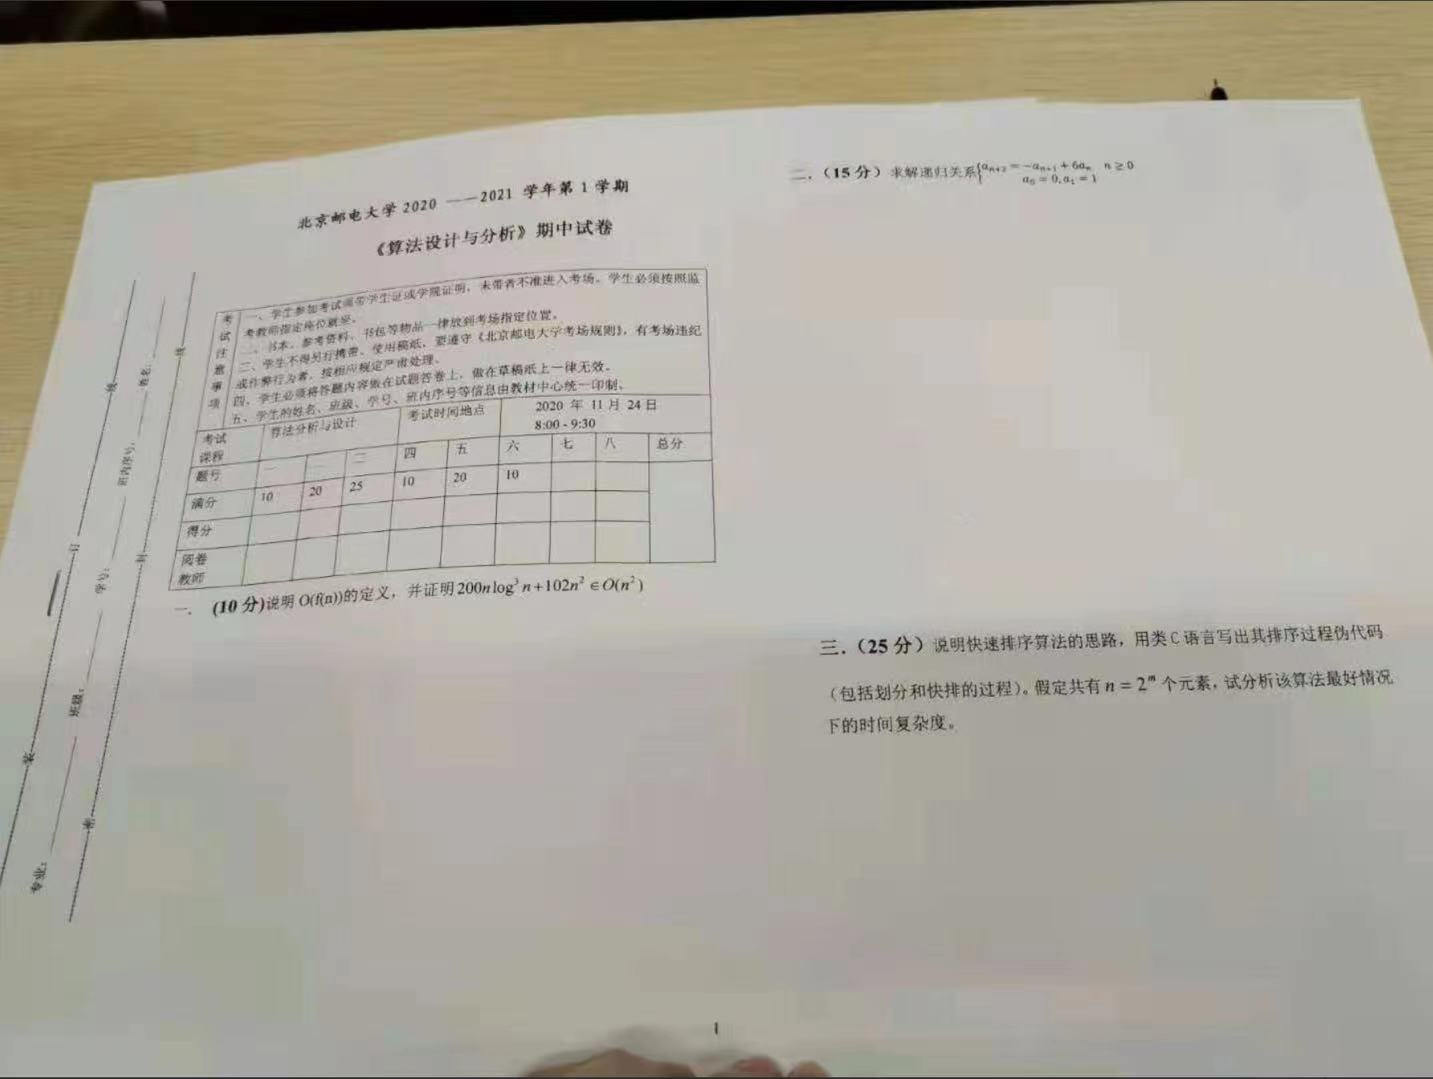 北京邮电大学 2020 ——2021 学年第 1 学期
《算法设计与分析》期中试卷
考试注意事项
一、学生参加考试须带学生证或学院证明，未带者不准进入考场。学生必须按照监
考教师指定座位就坐。
二、书本、参考资料、书包等物品一律放到考场指定位置。
三、学生不得另行携带、使用稿纸，要遵守《北京邮电大学考场规则》，有考场违纪
或作弊行为者，按相应规定严肃处理。
四、学生必须将答题内容做在试题答卷上，做在草稿纸上一律无效。
五、学生的姓名、班级、学号、班内序号等信息由教材中心统一印制。
考试课程 算法分析与设计 考试时间地点 2020 年 11 月 24 日
8:00 - 9:30
题号 一 二 三 四 五 六 七 八 总分
满分 10 20 25 10 20 10
得分
阅卷教师
一. (10 分)说明 O(f(n))的定义，并证明 200n log³ n+102n² ∈O(n²)
二.（15 分）求解递归关系{aₙ₊₂ = −aₙ₊₁ + 6aₙ n ≥ 0
a₀ = 0, a₁ = 1
三.（25 分）说明快速排序算法的思路，用类 C 语言写出其排序过程伪代码
（包括划分和快排的过程）。假定共有 n = 2ᵐ 个元素，试分析该算法最好情况
下的时间复杂度。
专业： 班级： 学号： 班内序号： 姓名：
装 订 线
密 封 线
1